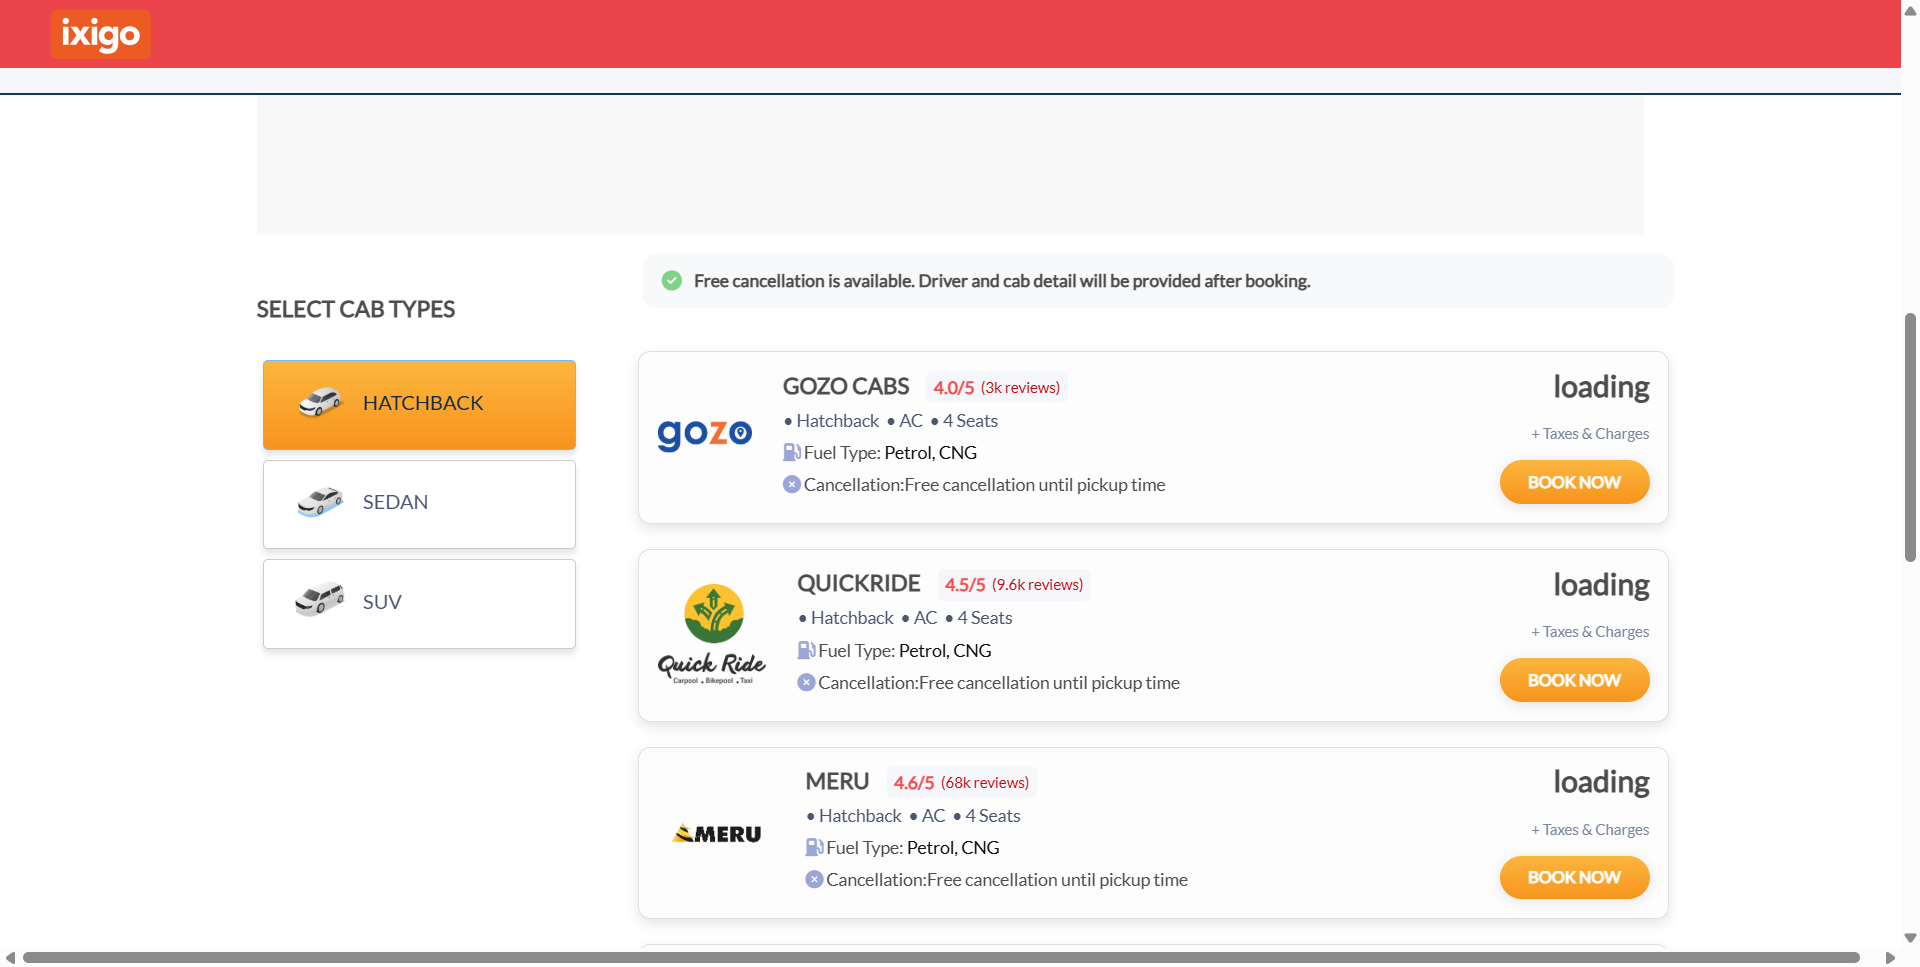 ixigo
Free cancellation is available. Driver and cab detail will be provided after booking.
SELECT CAB TYPES
HATCHBACK
SEDAN
SUV
gozo
GOZO CABS 4.0/5 (3k reviews)
• Hatchback • AC • 4 Seats
Fuel Type: Petrol, CNG
Cancellation:Free cancellation until pickup time
loading
+ Taxes & Charges
BOOK NOW
Quick Ride
Carpool • Bikepool • Taxi
QUICKRIDE 4.5/5 (9.6k reviews)
• Hatchback • AC • 4 Seats
Fuel Type: Petrol, CNG
Cancellation:Free cancellation until pickup time
loading
+ Taxes & Charges
BOOK NOW
MERU
MERU 4.6/5 (68k reviews)
• Hatchback • AC • 4 Seats
Fuel Type: Petrol, CNG
Cancellation:Free cancellation until pickup time
loading
+ Taxes & Charges
BOOK NOW